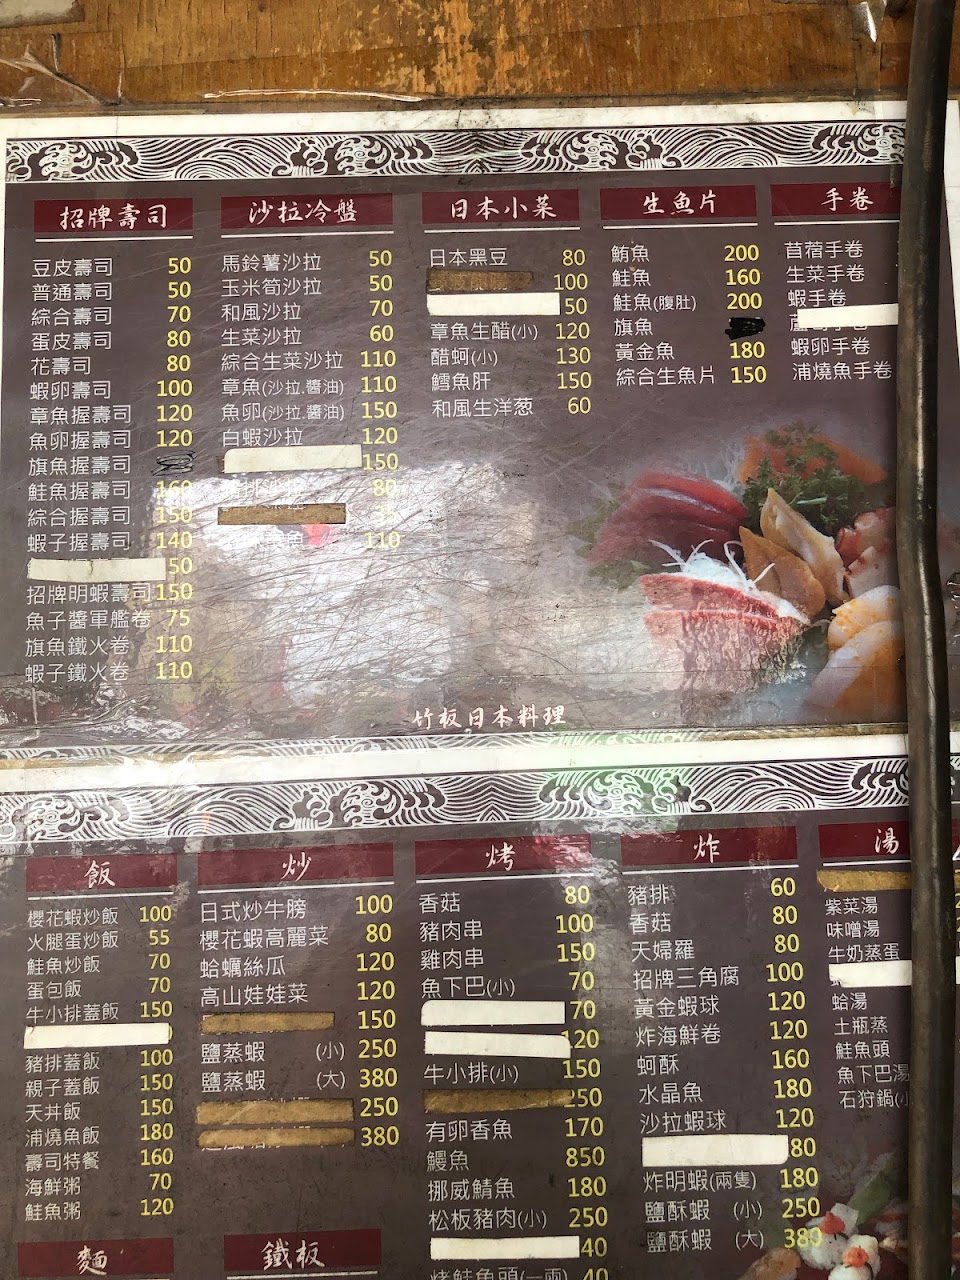 招牌壽司
豆皮壽司 50
普通壽司 50
綜合壽司 70
蛋皮壽司 80
花壽司 80
蝦卵壽司 100
章魚握壽司 120
魚卵握壽司 120
旗魚握壽司
鮭魚握壽司 160
綜合握壽司 150
蝦子握壽司 140
50
招牌明蝦壽司 150
魚子醬軍艦卷 75
旗魚鐵火卷 110
蝦子鐵火卷 110
沙拉冷盤
馬鈴薯沙拉 50
玉米筍沙拉 50
和風沙拉 70
生菜沙拉 60
綜合生菜沙拉 110
章魚(沙拉.醬油) 110
魚卵(沙拉.醬油) 150
白蝦沙拉 120
150
80
35
110
日本小菜
日本黑豆 80
100
50
章魚生醋(小) 120
醋蚵(小) 130
鱈魚肝 150
和風生洋葱 60
生魚片
鮪魚 200
鮭魚 160
鮭魚(腹肚) 200
旗魚
黃金魚 180
綜合生魚片 150
手卷
苜蓿手卷
生菜手卷
蝦手卷
蘆筍手卷
蝦卵手卷
浦燒魚手卷
竹板日本料理
飯
櫻花蝦炒飯 100
火腿蛋炒飯 55
鮭魚炒飯 70
蛋包飯 70
牛小排蓋飯 150
豬排蓋飯 100
親子蓋飯 150
天丼飯 150
浦燒魚飯 180
壽司特餐 160
海鮮粥 70
鮭魚粥 120
麵
炒
日式炒牛膀 100
櫻花蝦高麗菜 80
蛤蠣絲瓜 120
高山娃娃菜 120
150
鹽蒸蝦 (小) 250
鹽蒸蝦 (大) 380
250
380
鐵板
烤
香菇 80
豬肉串 100
雞肉串 150
魚下巴(小) 70
70
120
牛小排(小) 150
250
有卵香魚 170
鰻魚 850
挪威鯖魚 180
松板豬肉(小) 250
40
烤鮭魚頭(一兩) 40
炸
豬排 60
香菇 80
天婦羅 80
招牌三角腐 100
黃金蝦球 120
炸海鮮卷 120
蚵酥 160
水晶魚 180
沙拉蝦球 120
80
炸明蝦(兩隻) 180
鹽酥蝦 (小) 250
鹽酥蝦 (大) 380
湯
紫菜湯
味噌湯
牛奶蒸蛋
蛤湯
土瓶蒸
鮭魚頭
魚下巴湯
石狩鍋(小